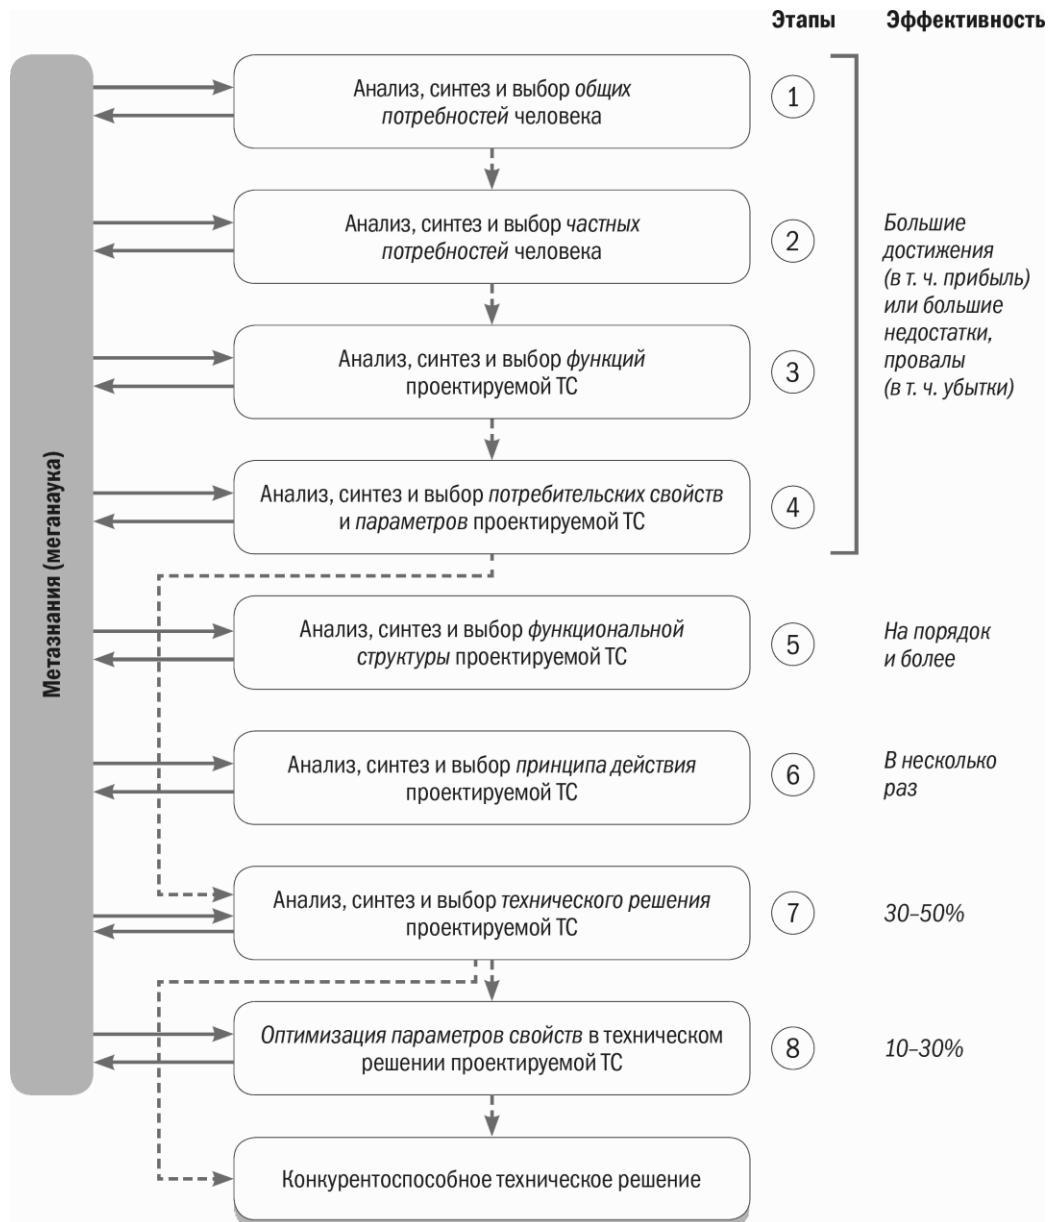 Этапы
Эффективность
Метазнания (меганаука)
Анализ, синтез и выбор общих
потребностей человека
1
Анализ, синтез и выбор частных
потребностей человека
2
Анализ, синтез и выбор функций
проектируемой ТС
3
Анализ, синтез и выбор потребительских свойств
и параметров проектируемой ТС
4
Большие
достижения
(в т. ч. прибыль)
или большие
недостатки,
провалы
(в т. ч. убытки)
Анализ, синтез и выбор функциональной
структуры проектируемой ТС
5
На порядок
и более
Анализ, синтез и выбор принципа действия
проектируемой ТС
6
В несколько
раз
Анализ, синтез и выбор технического решения
проектируемой ТС
7
30–50%
Оптимизация параметров свойств в техническом
решении проектируемой ТС
8
10–30%
Конкурентоспособное техническое решение